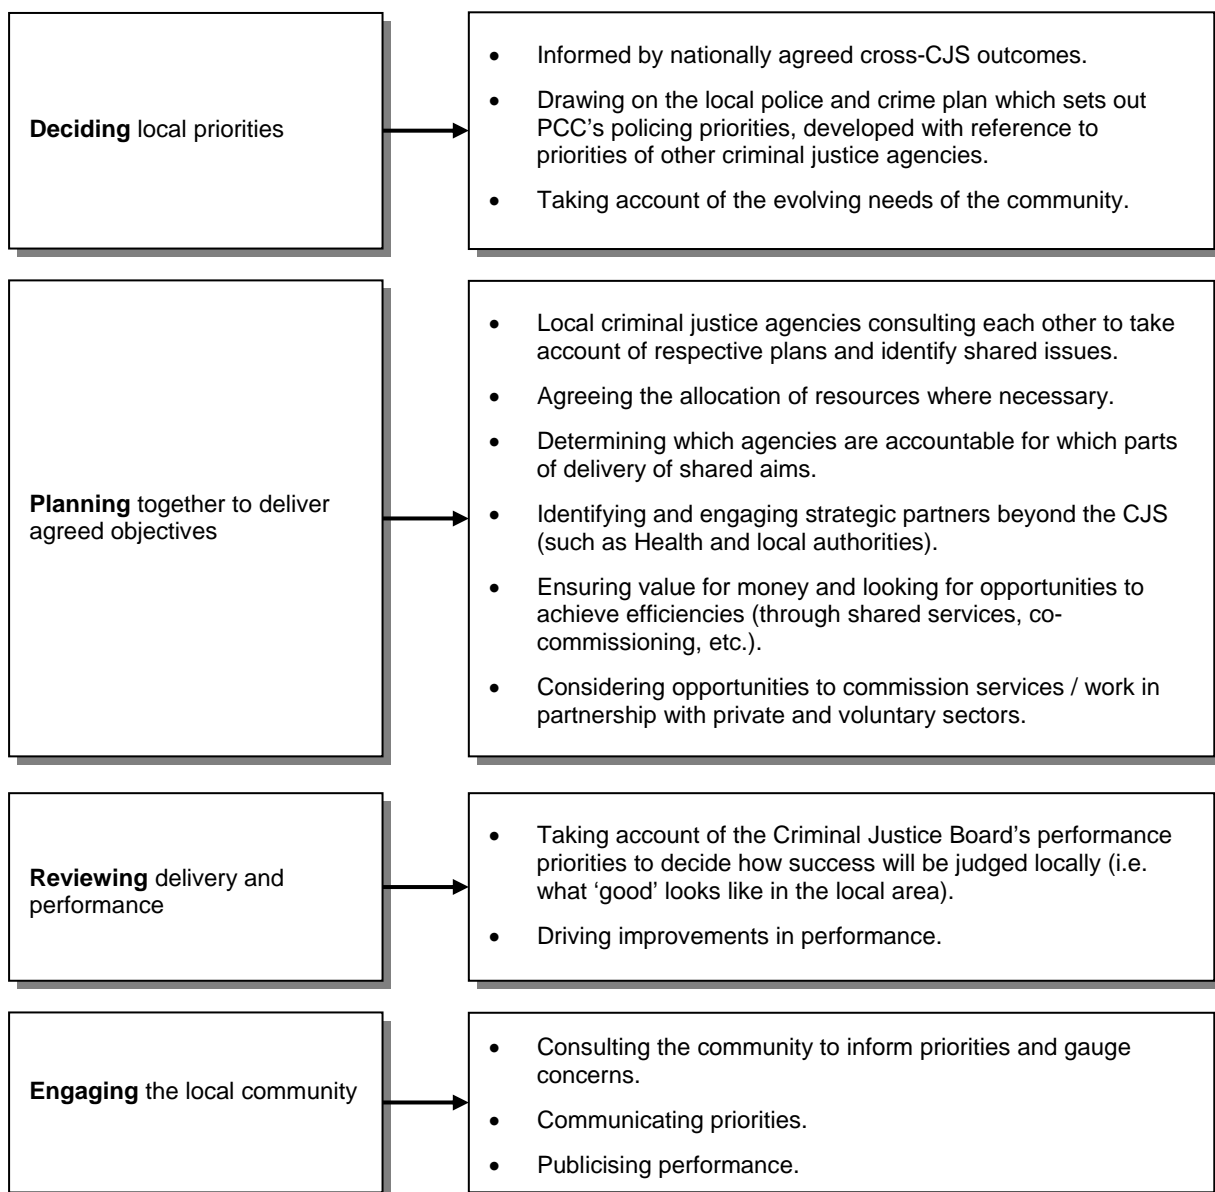 Deciding local priorities
• Informed by nationally agreed cross-CJS outcomes.
• Drawing on the local police and crime plan which sets out
PCC’s policing priorities, developed with reference to
priorities of other criminal justice agencies.
• Taking account of the evolving needs of the community.
Planning together to deliver
agreed objectives
• Local criminal justice agencies consulting each other to take
account of respective plans and identify shared issues.
• Agreeing the allocation of resources where necessary.
• Determining which agencies are accountable for which parts
of delivery of shared aims.
• Identifying and engaging strategic partners beyond the CJS
(such as Health and local authorities).
• Ensuring value for money and looking for opportunities to
achieve efficiencies (through shared services, co-
commissioning, etc.).
• Considering opportunities to commission services / work in
partnership with private and voluntary sectors.
Reviewing delivery and
performance
• Taking account of the Criminal Justice Board’s performance
priorities to decide how success will be judged locally (i.e.
what ‘good’ looks like in the local area).
• Driving improvements in performance.
Engaging the local community
• Consulting the community to inform priorities and gauge
concerns.
• Communicating priorities.
• Publicising performance.